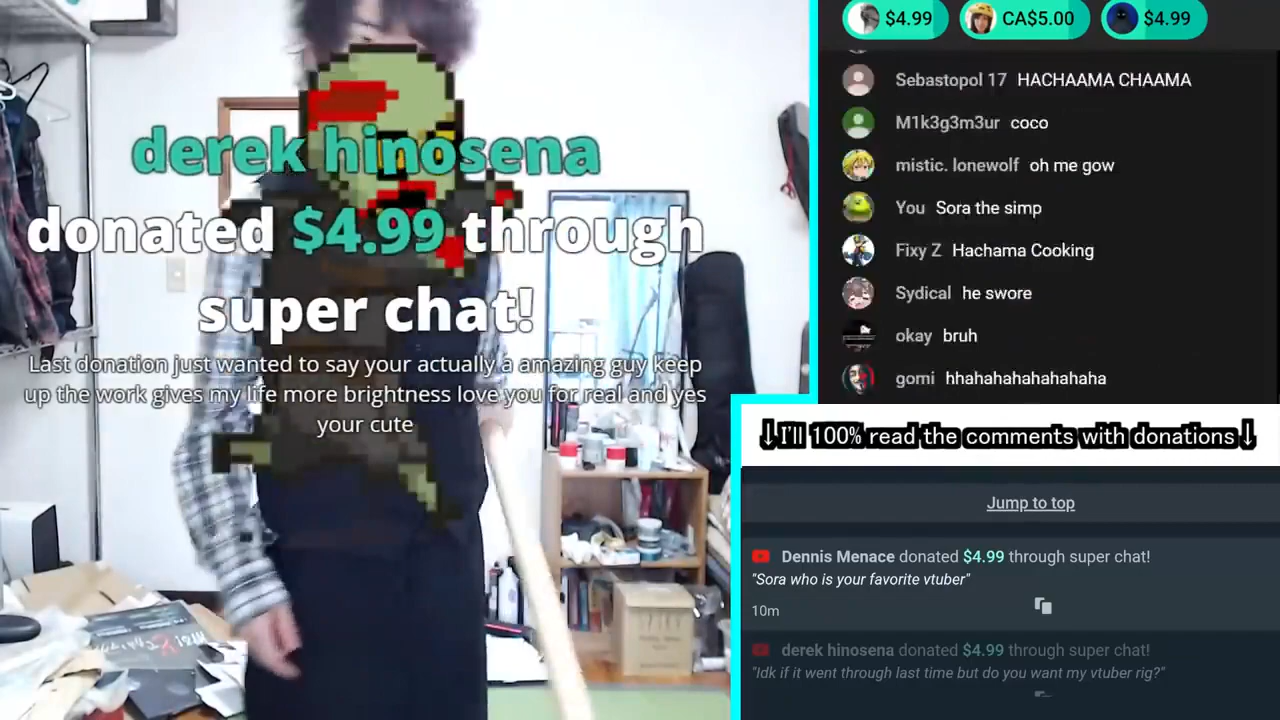 derek hinosena
donated $4.99 through
super chat!
Last donation just wanted to say your actually a amazing guy keep
up the work gives my life more brightness love you for real and yes
your cute
$4.99 CA$5.00 $4.99
Sebastopol 17 HACHAAMA CHAAMA
M1k3g3m3ur coco
mistic. lonewolf oh me gow
You Sora the simp
Fixy Z Hachama Cooking
Sydical he swore
okay bruh
gomi hhahahahahahahaha
↓I'll 100% read the comments with donations↓
Jump to top
Dennis Menace donated $4.99 through super chat!
"Sora who is your favorite vtuber"
10m
derek hinosena donated $4.99 through super chat!
"Idk if it went through last time but do you want my vtuber rig?"